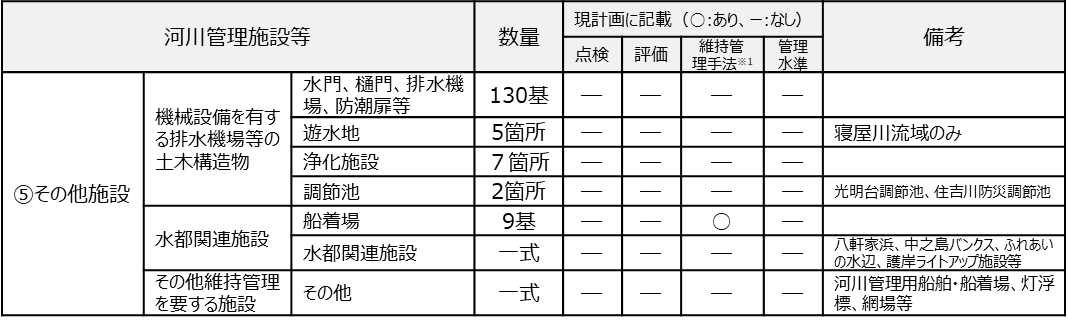 河川管理施設等
数量
現計画に記載（○:あり、－:なし）
備考
点検
評価
維持管
理手法※1
管理
水準
⑤その他施設
機械設備を有す
る排水機場等の
土木構造物
水門、樋門、排水機
場、防潮扉等
130基
―
―
―
―
遊水地
5箇所
―
―
―
―
寝屋川流域のみ
浄化施設
７箇所
―
―
―
―
調節池
2箇所
―
―
―
―
光明台調節池、住吉川防災調節池
水都関連施設
船着場
9基
―
―
○
―
水都関連施設
一式
―
―
―
―
八軒家浜、中之島バンクス、ふれあい
の水辺、護岸ライトアップ施設等
その他維持管理
を要する施設
その他
一式
―
―
―
―
河川管理用船舶・船着場、灯浮
標、網場等